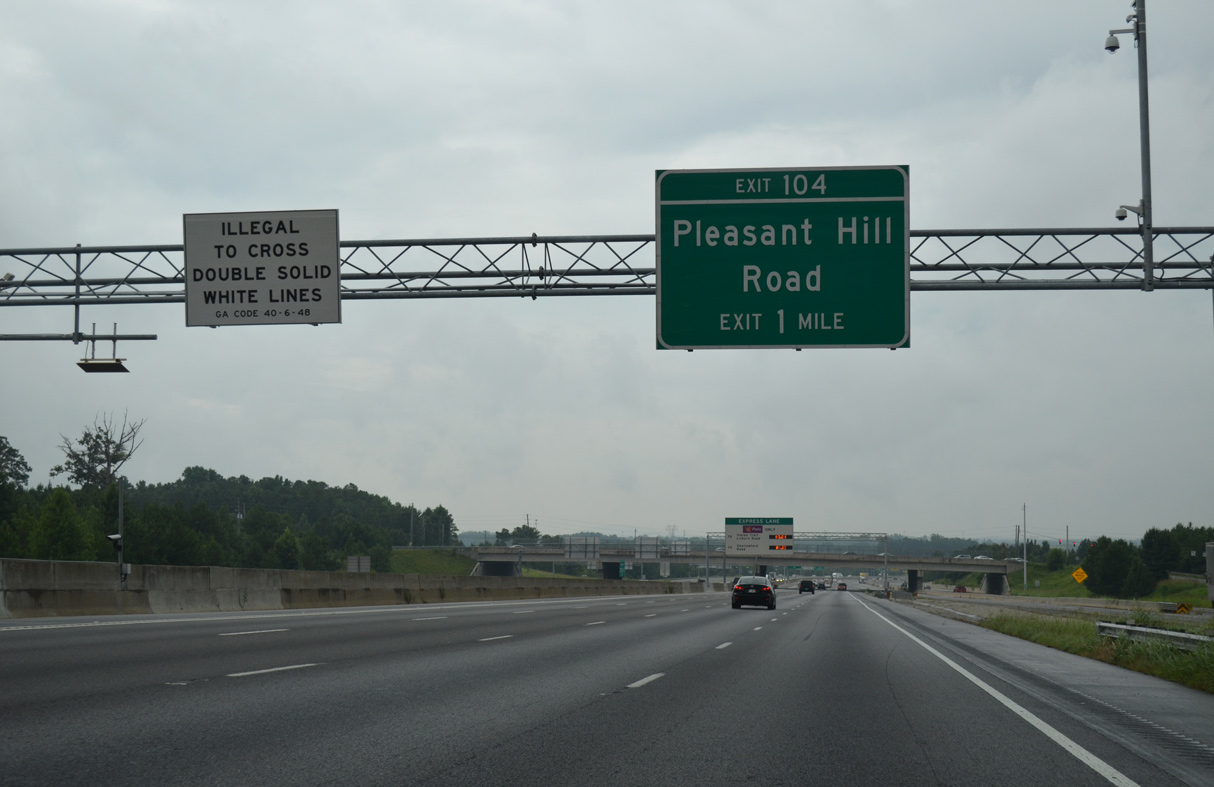 ILLEGAL
TO CROSS
DOUBLE SOLID
WHITE LINES
GA CODE 40-6-48
EXIT 104
Pleasant Hill
Road
EXIT 1 MILE
EXPRESS LANE
ONLY